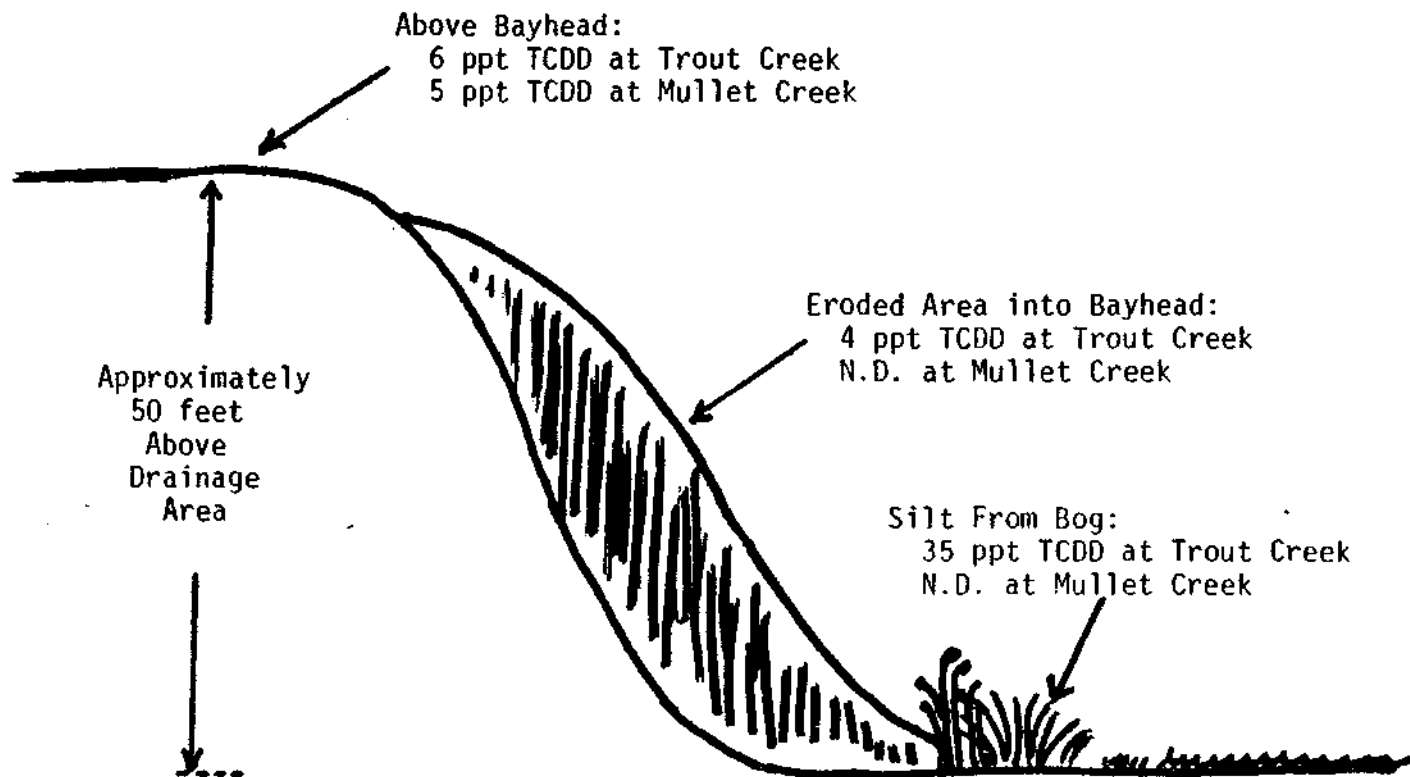 Above Bayhead:
6 ppt TCDD at Trout Creek
5 ppt TCDD at Mullet Creek
Eroded Area into Bayhead:
4 ppt TCDD at Trout Creek
N.D. at Mullet Creek
Approximately
50 feet
Above
Drainage
Area
Silt From Bog:
35 ppt TCDD at Trout Creek
N.D. at Mullet Creek